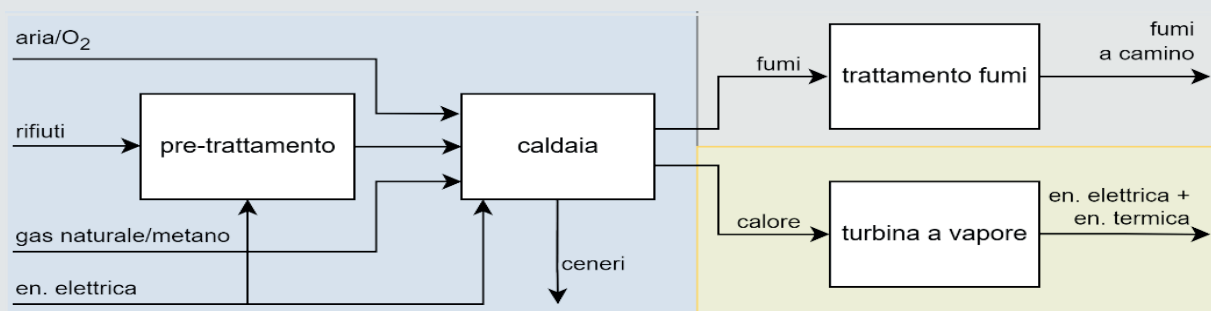 aria/O₂
rifiuti
pre-trattamento
gas naturale/metano
en. elettrica
caldaia
ceneri
fumi
trattamento fumi
fumi
a camino
calore
turbina a vapore
en. elettrica +
en. termica